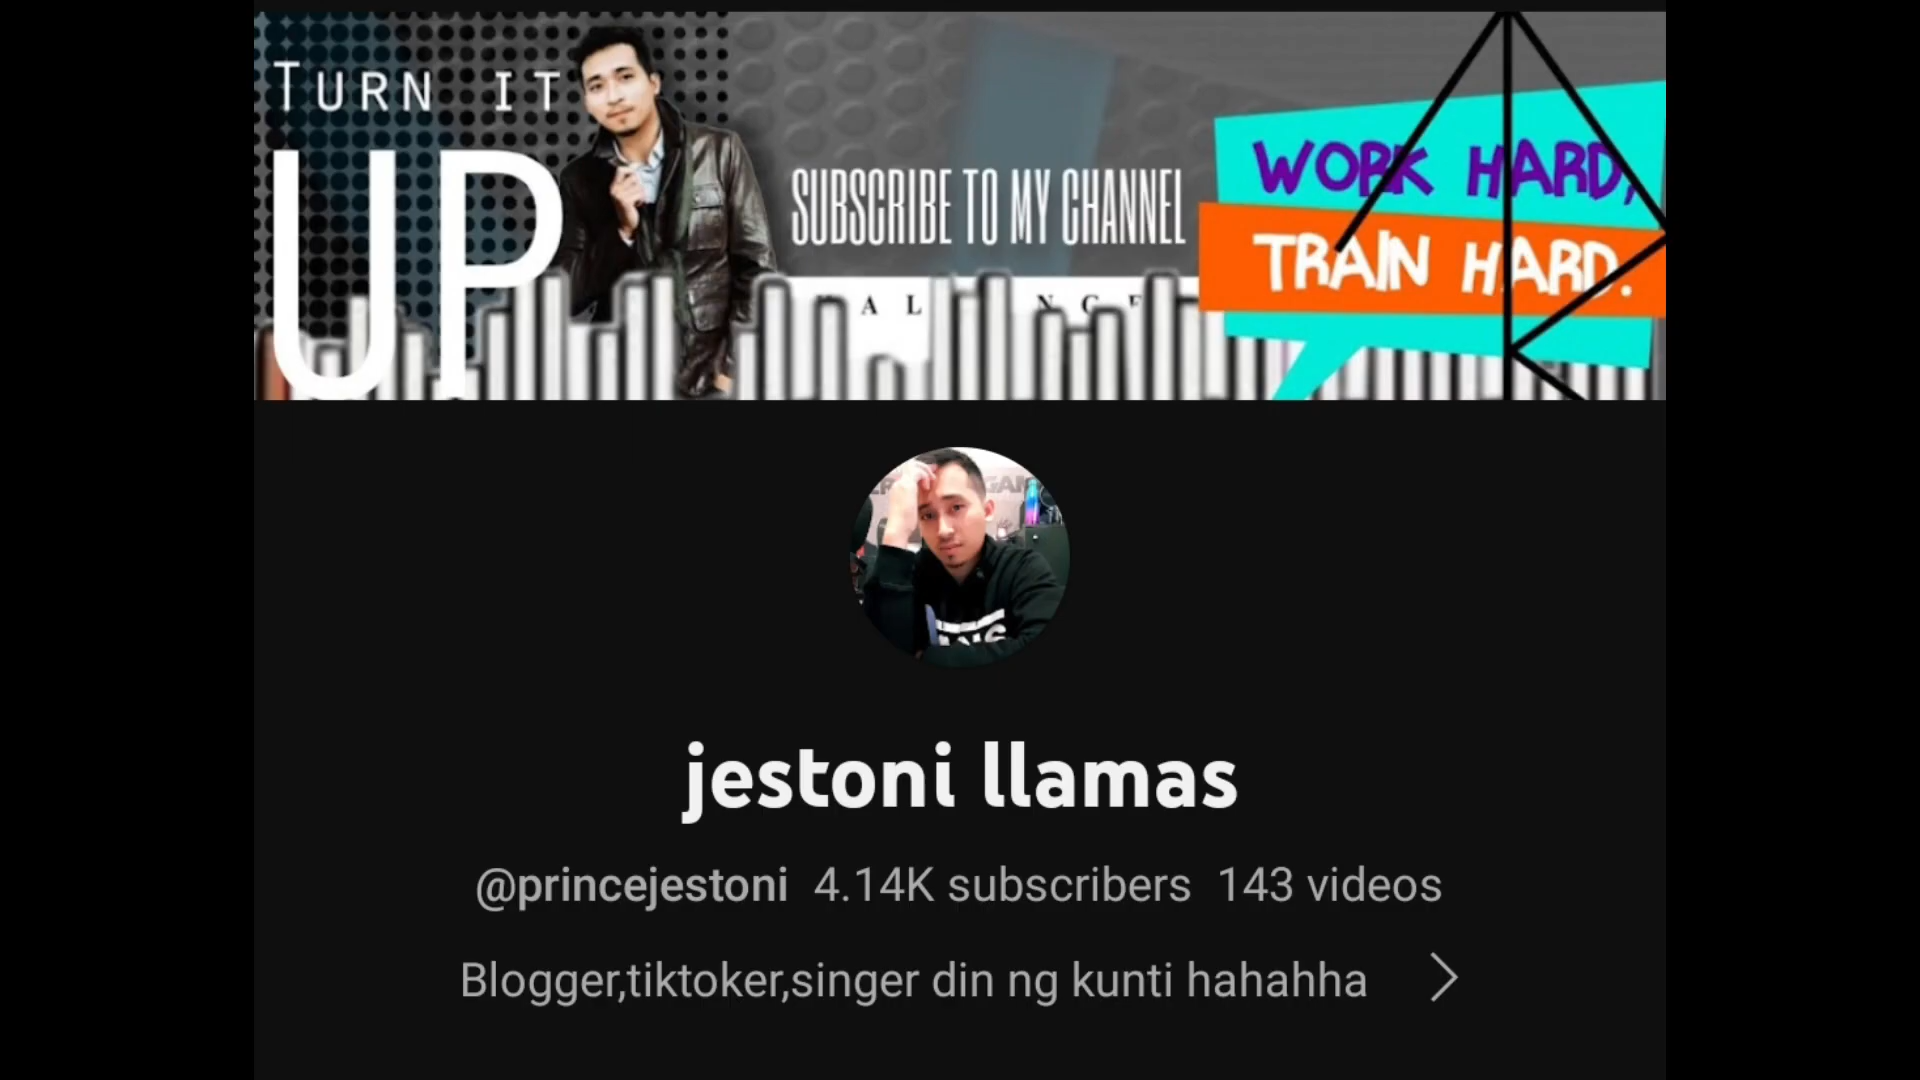 TURN IT
UP
SUBSCRIBE TO MY CHANNEL
WORK HARD,
TRAIN HARD.
jestoni llamas
@princejestoni 4.14K subscribers 143 videos
Blogger,tiktoker,singer din ng kunti hahahha